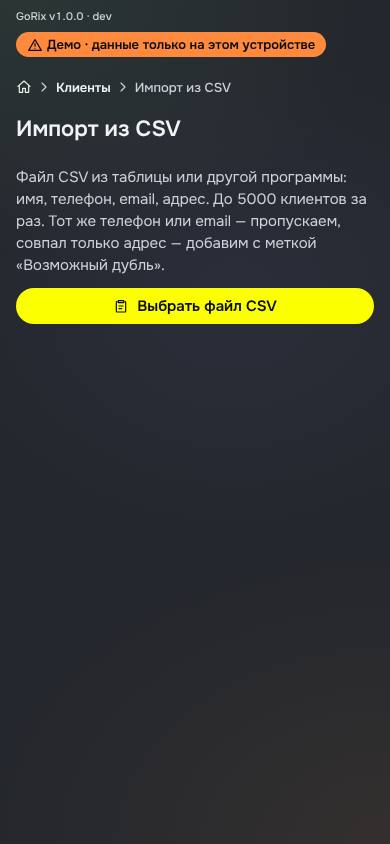 GoRix v1.0.0 · dev
Демо · данные только на этом устройстве
Клиенты > Импорт из CSV
Импорт из CSV
Файл CSV из таблицы или другой программы:
имя, телефон, email, адрес. До 5000 клиентов за
раз. Тот же телефон или email — пропускаем,
совпал только адрес — добавим с меткой
«Возможный дубль».
Выбрать файл CSV